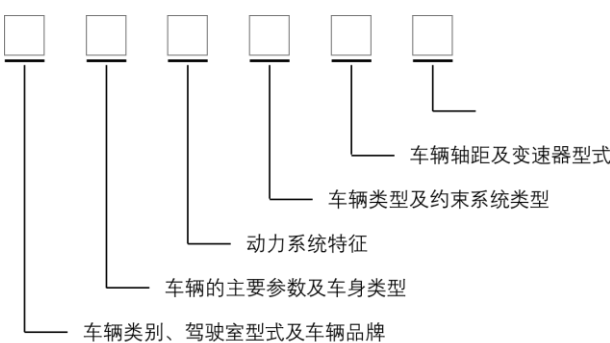 车辆轴距及变速器型式
车辆类型及约束系统类型
动力系统特征
车辆的主要参数及车身类型
车辆类别、驾驶室型式及车辆品牌